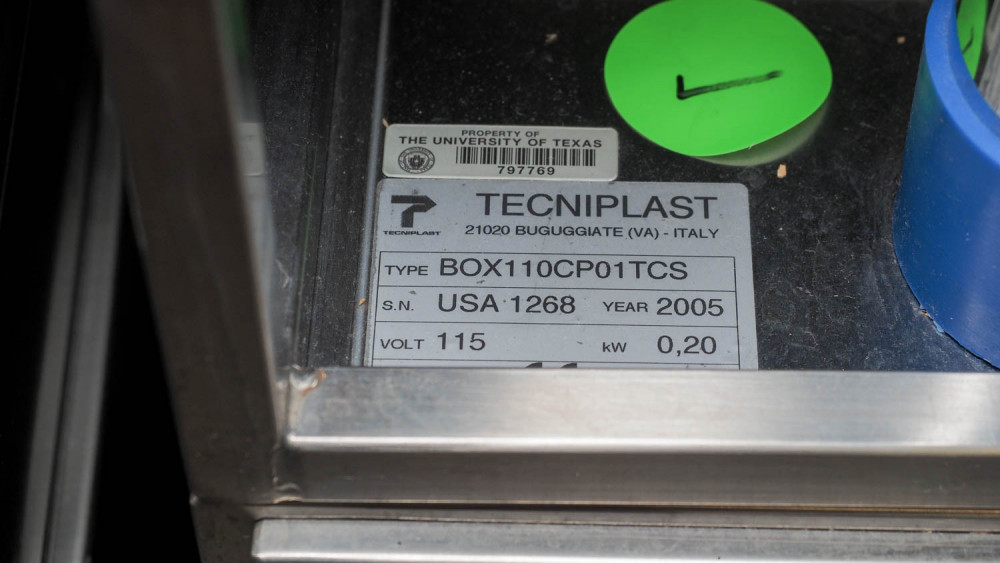 PROPERTY OF
THE UNIVERSITY OF TEXAS
797769
TECNIPLAST
TECNIPLAST
21020 BUGUGGIATE (VA) - ITALY
TYPE BOX110CP01TCS
S.N. USA 1268 YEAR 2005
VOLT 115 kW 0,20